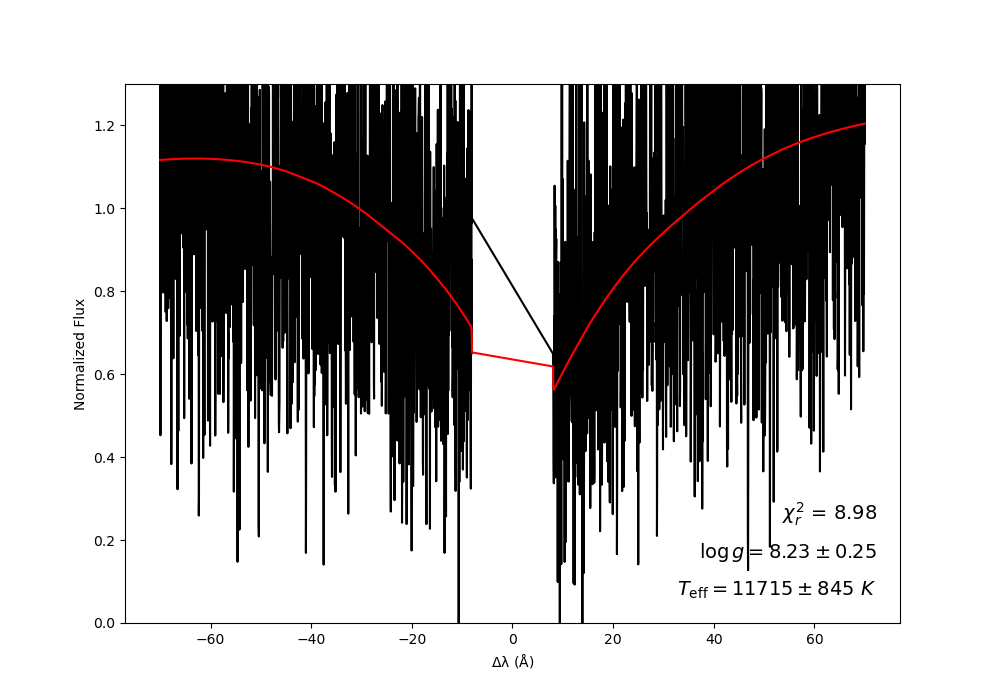 Normalized Flux
1.2
1.0
0.8
0.6
0.4
0.2
0.0
χ²ᵣ = 8.98
log g = 8.23 ± 0.25
T_eff = 11715 ± 845 K
−60
−40
−20
0
20
40
60
Δλ (Å)